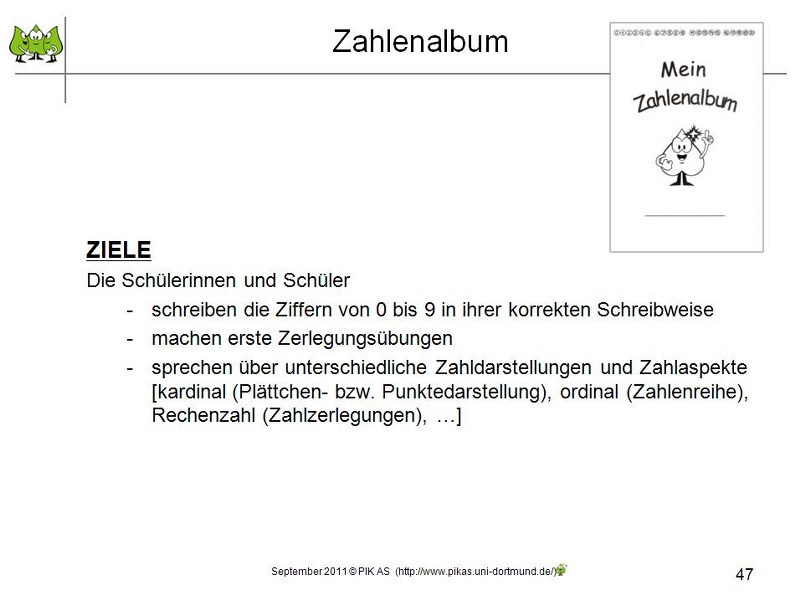 Zahlenalbum
Mein
Zahlenalbum
ZIELE
Die Schülerinnen und Schüler
- schreiben die Ziffern von 0 bis 9 in ihrer korrekten Schreibweise
- machen erste Zerlegungsübungen
- sprechen über unterschiedliche Zahldarstellungen und Zahlaspekte
[kardinal (Plättchen- bzw. Punktedarstellung), ordinal (Zahlenreihe),
Rechenzahl (Zahlzerlegungen), …]
September 2011 © PIK AS (http://www.pikas.uni-dortmund.de/)
47